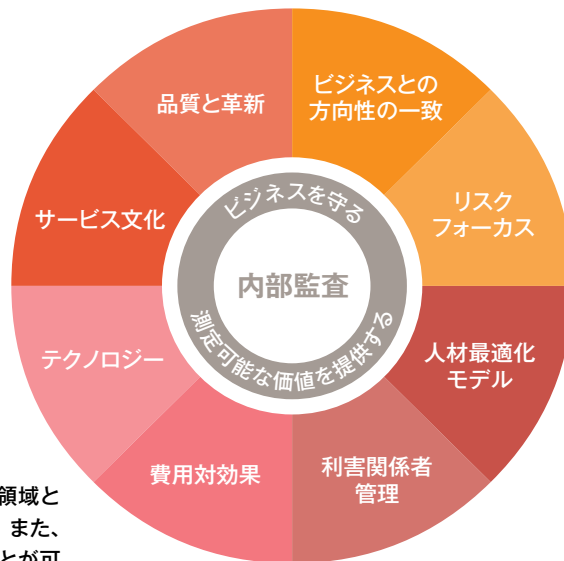 品質と革新
ビジネスとの
方向性の一致
サービス文化
リスク
フォーカス
ビジネスを守る
内部監査
測定可能な価値を提供する
テクノロジー
人材最適化
モデル
費用対効果
利害関係者
管理
領域と
また、
とが可